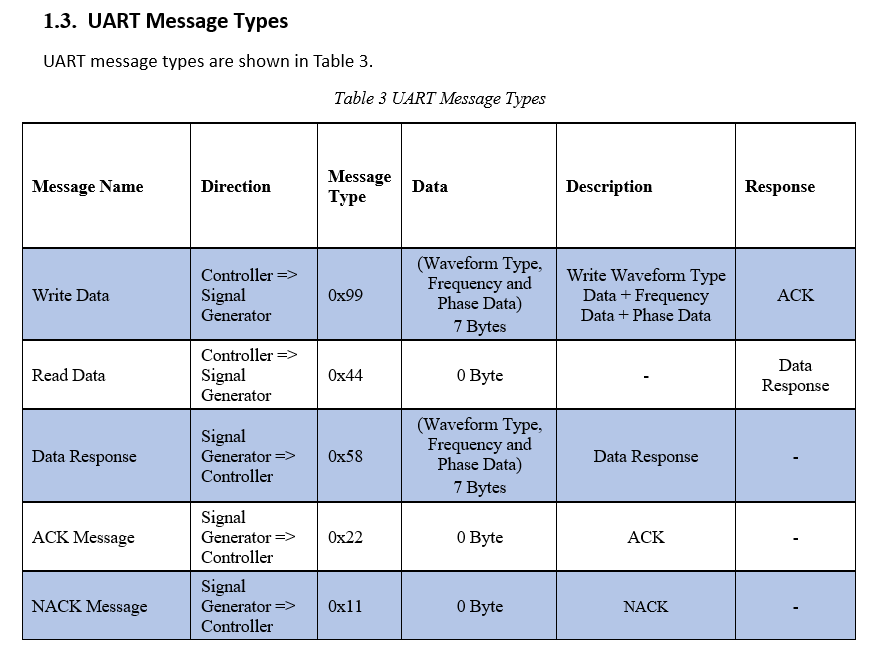 1.3. UART Message Types
UART message types are shown in Table 3.
Table 3 UART Message Types
Message Name
Direction
Message
Type
Data
Description
Response
Write Data
Controller =>
Signal
Generator
0x99
(Waveform Type,
Frequency and
Phase Data)
7 Bytes
Write Waveform Type
Data + Frequency
Data + Phase Data
ACK
Read Data
Controller =>
Signal
Generator
0x44
0 Byte
-
Data
Response
Data Response
Signal
Generator =>
Controller
0x58
(Waveform Type,
Frequency and
Phase Data)
7 Bytes
Data Response
-
ACK Message
Signal
Generator =>
Controller
0x22
0 Byte
ACK
-
NACK Message
Signal
Generator =>
Controller
0x11
0 Byte
NACK
-